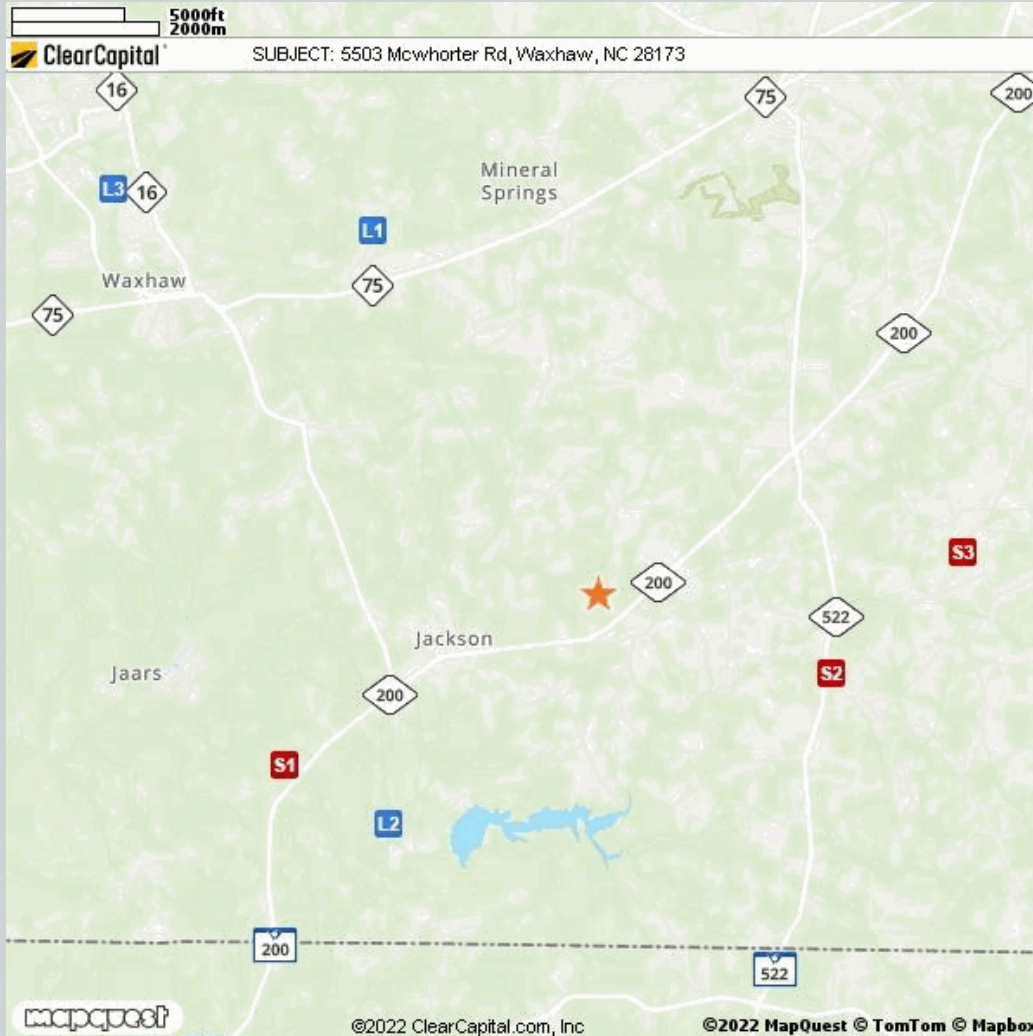 5000ft
2000m
ClearCapital
SUBJECT: 5503 Mcwhorter Rd, Waxhaw, NC 28173
16
75
200
L3
16
Mineral
Springs
L1
Waxhaw
75
75
200
S3
200
522
Jackson
Jaars
S2
200
S1
L2
200
522
mapquest
©2022 ClearCapital.com, Inc
©2022 MapQuest © TomTom © Mapbox